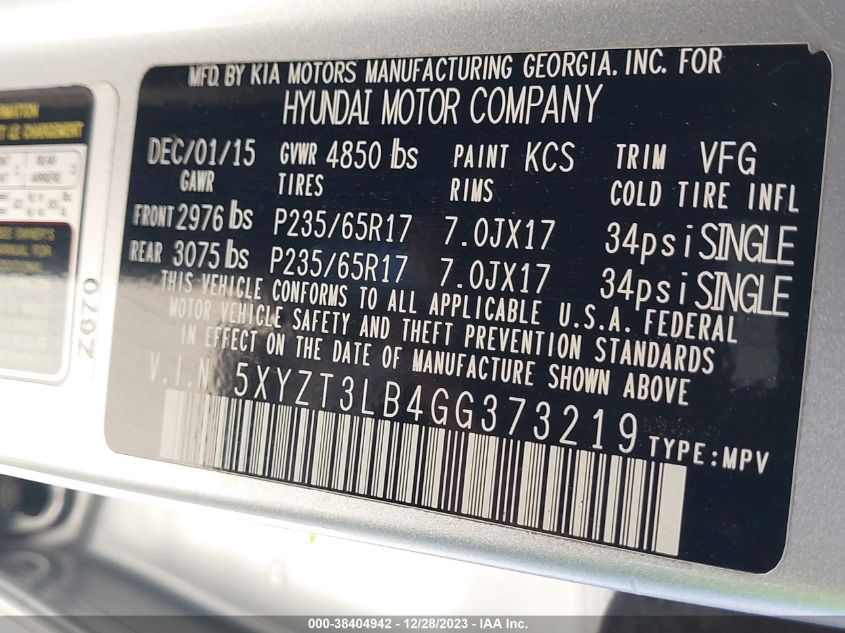 MFD. BY KIA MOTORS MANUFACTURING GEORGIA. INC. FOR
HYUNDAI MOTOR COMPANY
DEC/01/15 GVWR 4850 lbs PAINT KCS TRIM VFG
GAWR TIRES RIMS COLD TIRE INFL
FRONT 2976 lbs P235/65R17 7.0JX17 34psi SINGLE
REAR 3075 lbs P235/65R17 7.0JX17 34psi SINGLE
THIS VEHICLE CONFORMS TO ALL APPLICABLE U.S.A. FEDERAL
MOTOR VEHICLE SAFETY AND THEFT PREVENTION STANDARDS
IN EFFECT ON THE DATE OF MANUFACTURE SHOWN ABOVE
V.I.N 5XYZT3LB4GG373219 TYPE:MPV
Z670
000-38404942 - 12/28/2023 - IAA Inc.